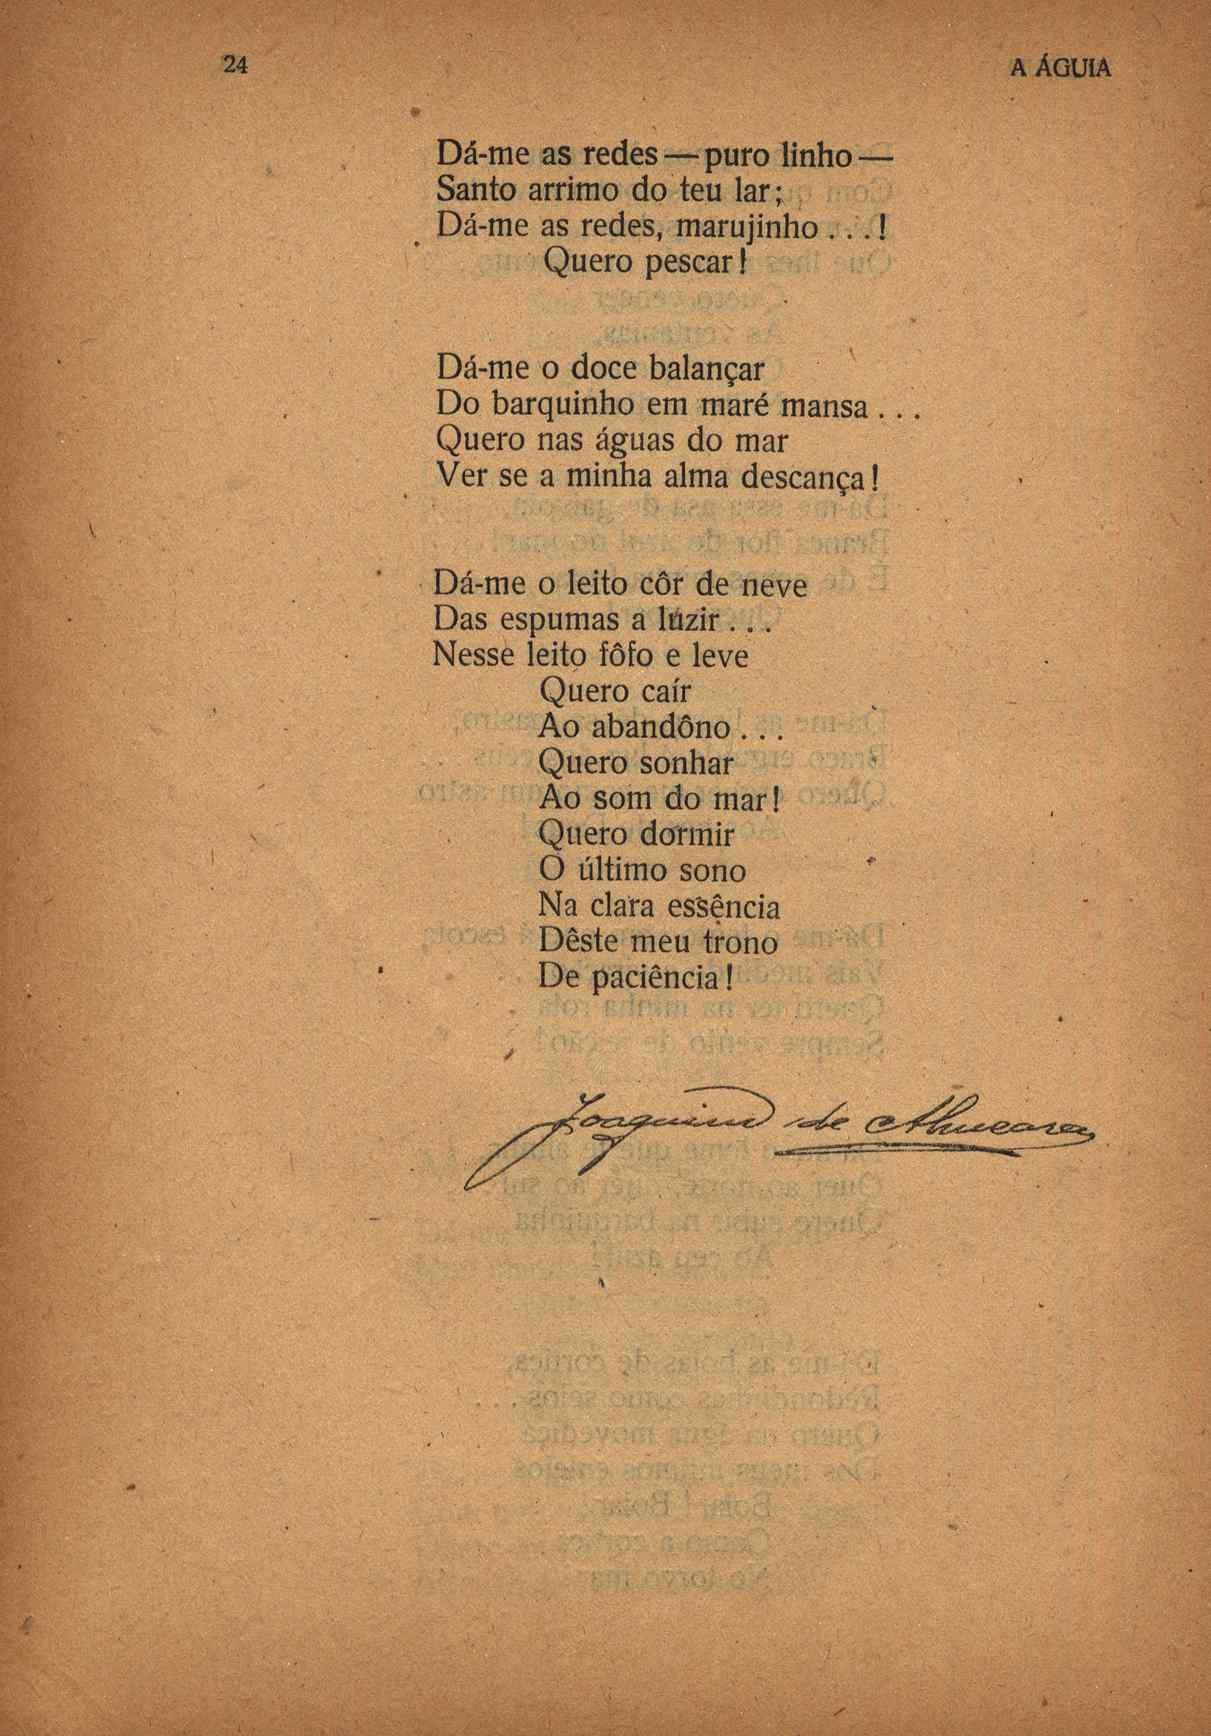 24
A ÁGUIA
Dá-me as redes — puro linho —
Santo arrimo do teu lar;
Dá-me as redes, marujinho . . . !
Quero pescar!
Dá-me o doce balançar
Do barquinho em maré mansa . . .
Quero nas águas do mar
Ver se a minha alma descança!
Dá-me o leito côr de neve
Das espumas a luzir . . .
Nesse leito fôfo e leve
Quero caír
Ao abandôno . . .
Quero sonhar
Ao som do mar!
Quero dormir
O último sono
Na clara essência
Dêste meu trono
De paciência!
Joaquim de